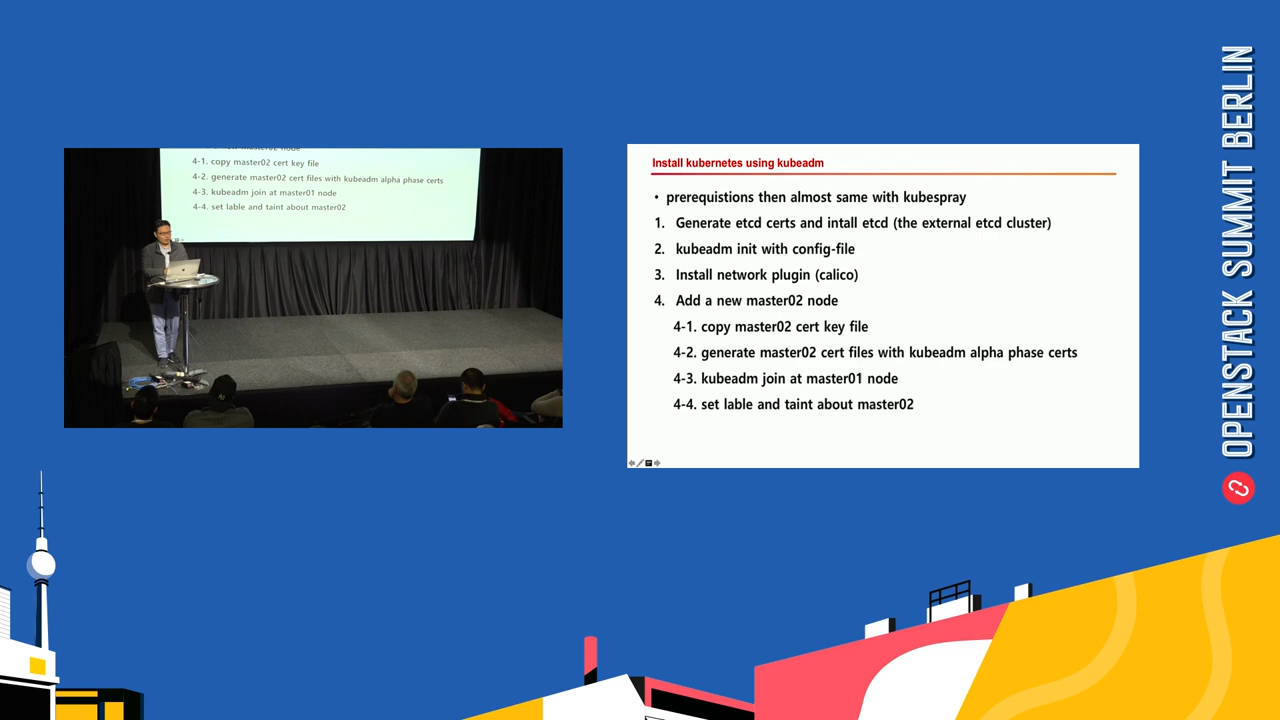 4-1. copy master02 cert key file
4-2. generate master02 cert files with kubeadm alpha phase certs
4-3. kubeadm join at master01 node
4-4. set lable and taint about master02
Install kubernetes using kubeadm
• prerequistions then almost same with kubespray
1. Generate etcd certs and intall etcd (the external etcd cluster)
2. kubeadm init with config-file
3. Install network plugin (calico)
4. Add a new master02 node
4-1. copy master02 cert key file
4-2. generate master02 cert files with kubeadm alpha phase certs
4-3. kubeadm join at master01 node
4-4. set lable and taint about master02
OPENSTACK SUMMIT BERLIN